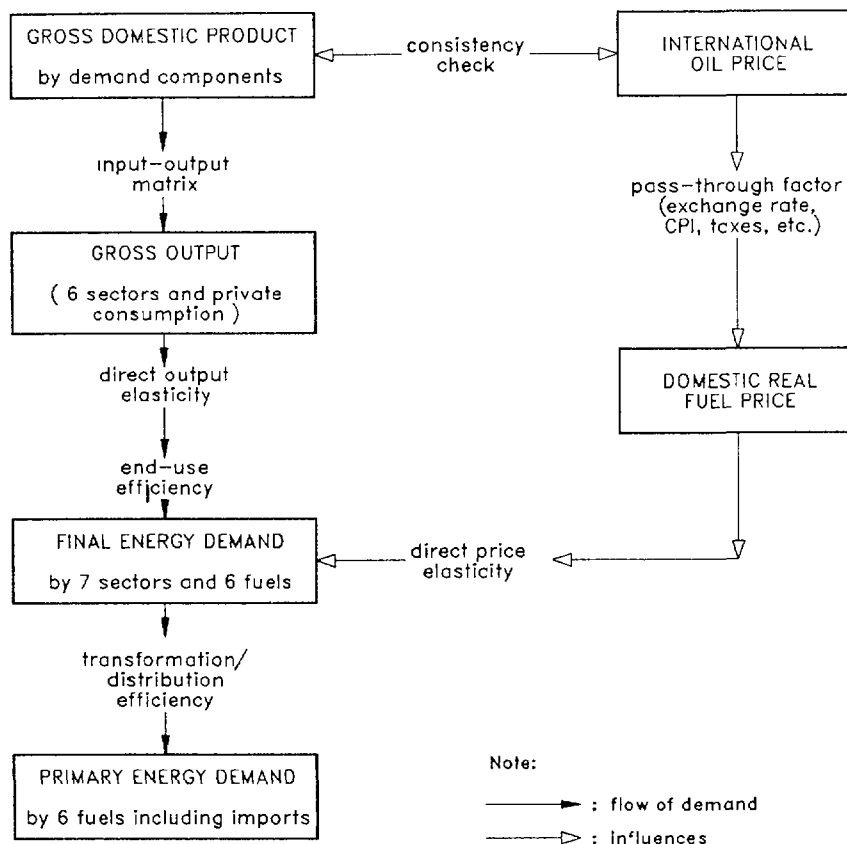 GROSS DOMESTIC PRODUCT
by demand components
consistency
check
INTERNATIONAL
OIL PRICE
input-output
matrix
pass-through factor
(exchange rate,
CPI, tcxes, etc.)
GROSS OUTPUT
( 6 sectors and private
consumption )
direct output
elasticity
DOMESTIC REAL
FUEL PRICE
end-use
efficiency
FINAL ENERGY DEMAND
by 7 sectors and 6 fuels
direct price
elasticity
transformation/
distribution
efficiency
PRIMARY ENERGY DEMAND
by 6 fuels including imports
Note:
: flow of demand
: influences